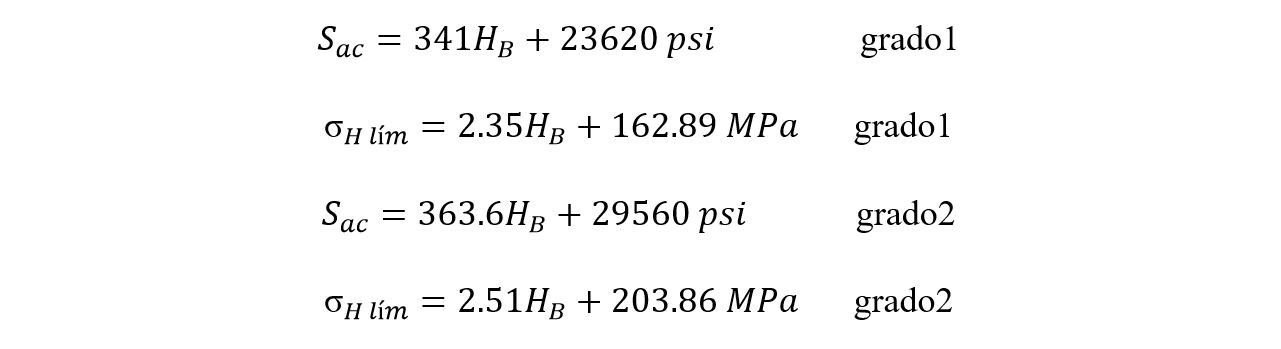 S_ac = 341H_B + 23620 psi grado1
σ_H lím = 2.35H_B + 162.89 MPa grado1
S_ac = 363.6H_B + 29560 psi grado2
σ_H lím = 2.51H_B + 203.86 MPa grado2